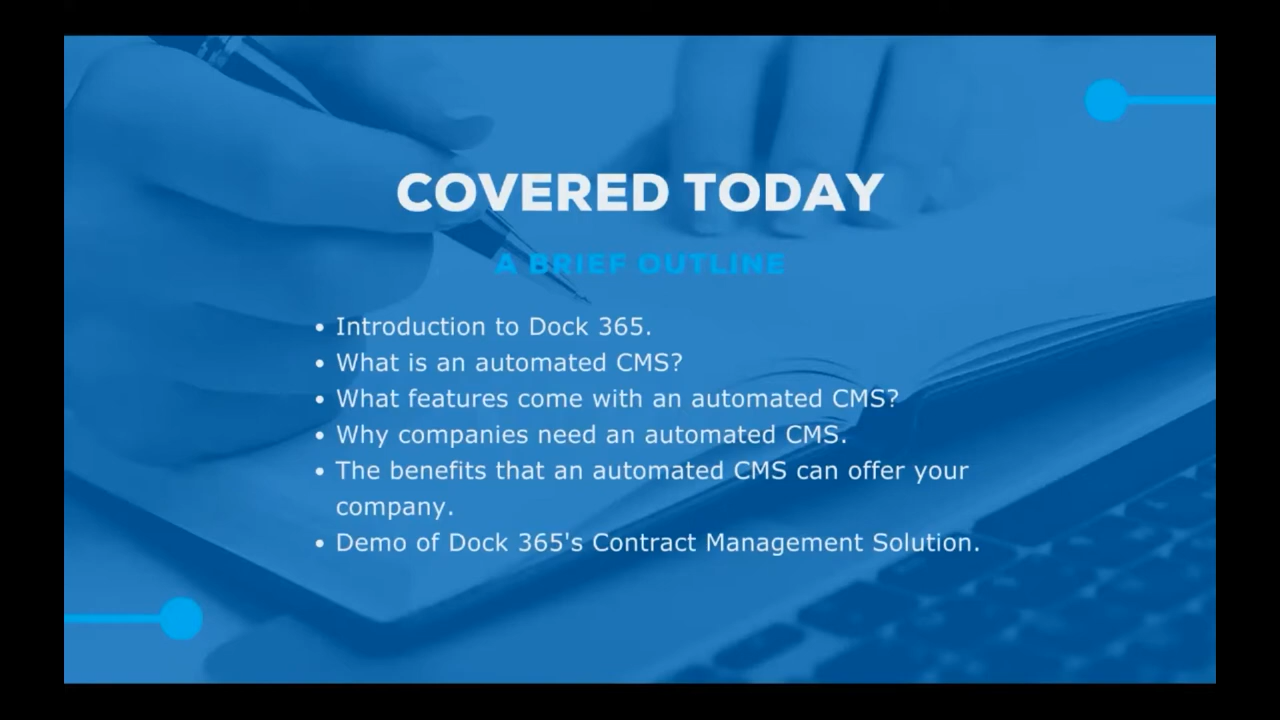 COVERED TODAY
A BRIEF OUTLINE
• Introduction to Dock 365.
• What is an automated CMS?
• What features come with an automated CMS?
• Why companies need an automated CMS.
• The benefits that an automated CMS can offer your
company.
• Demo of Dock 365's Contract Management Solution.